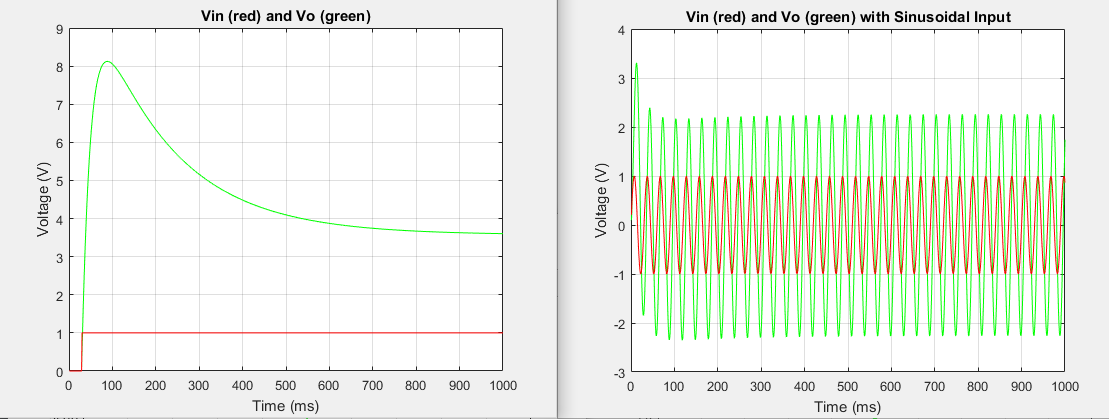 Vin (red) and Vo (green)
9
8
7
6
5
4
3
2
1
0
Voltage (V)
0 100 200 300 400 500 600 700 800 900 1000
Time (ms)
Vin (red) and Vo (green) with Sinusoidal Input
4
3
2
1
0
-1
-2
-3
Voltage (V)
0 100 200 300 400 500 600 700 800 900 1000
Time (ms)